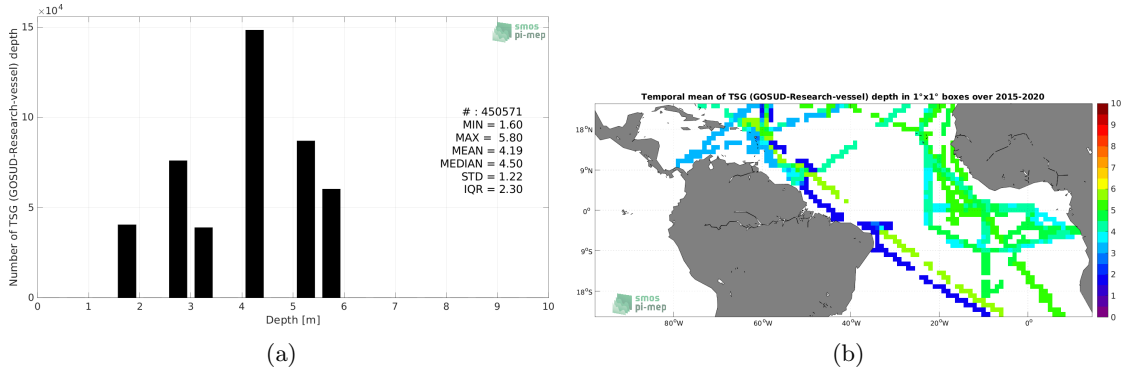 ×10⁴
15
10
5
0
Number of TSG (GOSUD-Research-vessel) depth
smos
pi-mep
# : 450571
MIN = 1.60
MAX = 5.80
MEAN = 4.19
MEDIAN = 4.50
STD = 1.22
IQR = 2.30
0 1 2 3 4 5 6 7 8 9 10
Depth [m]
(a)
Temporal mean of TSG (GOSUD-Research-vessel) depth in 1°x1° boxes over 2015-2020
18°N
9°N
0°
9°S
18°S
80°W 60°W 40°W 20°W 0°
smos
pi-mep
10
9
8
7
6
5
4
3
2
1
0
(b)